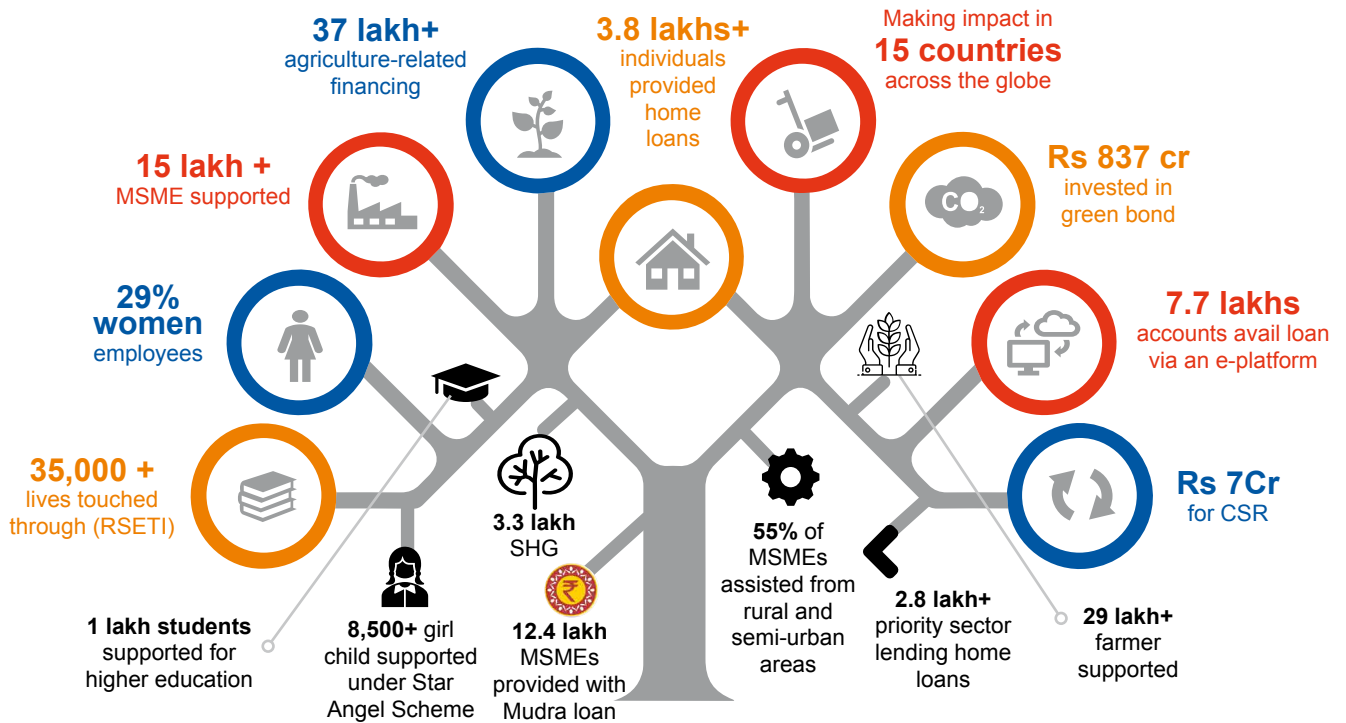 37 lakh+
agriculture-related
financing
3.8 lakhs+
individuals
provided
home
loans
Making impact in
15 countries
across the globe
15 lakh +
MSME supported
Rs 837 cr
invested in
green bond
CO2
29%
women
employees
7.7 lakhs
accounts avail loan
via an e-platform
35,000 +
lives touched
through (RSETI)
Rs 7Cr
for CSR
3.3 lakh
SHG
55% of
MSMEs
assisted from
rural and
semi-urban
areas
₹
1 lakh students
supported for
higher education
8,500+ girl
child supported
under Star
Angel Scheme
12.4 lakh
MSMEs
provided with
Mudra loan
2.8 lakh+
priority sector
lending home
loans
29 lakh+
farmer
supported